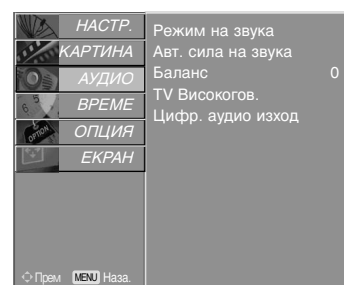 НАСТР.
КАРТИНА
АУДИО
ВРЕМЕ
ОПЦИЯ
ЕКРАН
Режим на звука
Авт. сила на звука
Баланс 0
TV Високогов.
Цифр. аудио изход
OPTION
Прем MENU Наза.